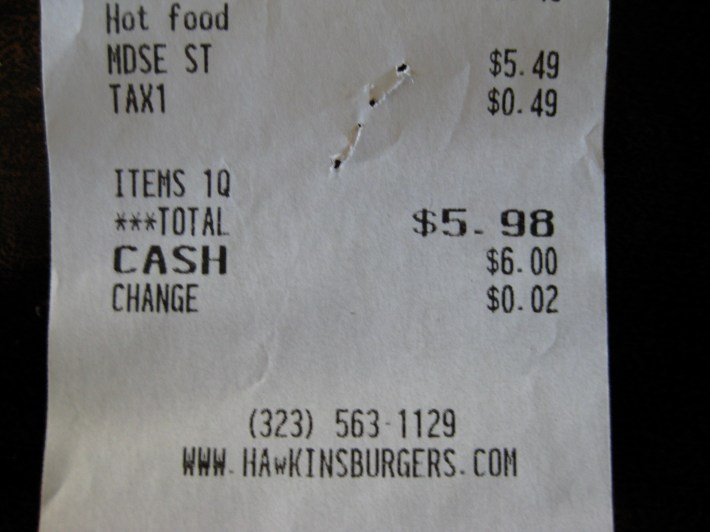 Hot food
MDSE ST $5.49
TAX1 $0.49
ITEMS 1Q
***TOTAL $5.98
CASH $6.00
CHANGE $0.02
(323) 563-1129
WWW.HAwKINSBURGERS.COM